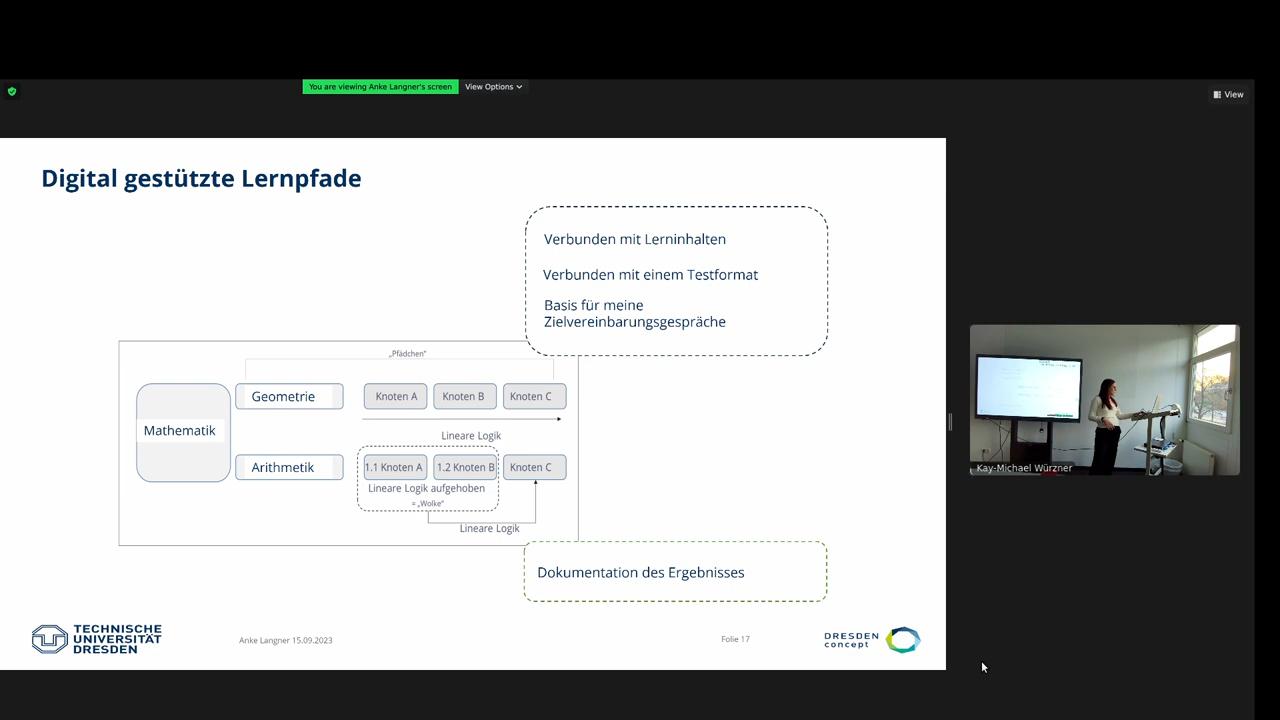 You are viewing Anke Langner's screen
View Options
View
Digital gestützte Lernpfade
Verbunden mit Lerninhalten
Verbunden mit einem Testformat
Basis für meine
Zielvereinbarungsgespräche
„Pfädchen“
Mathematik
Geometrie
Knoten A
Knoten B
Knoten C
Lineare Logik
Arithmetik
1.1 Knoten A
1.2 Knoten B
Knoten C
Lineare Logik aufgehoben
= „Wolke“
Lineare Logik
Dokumentation des Ergebnisses
Kay-Michael Würzner
TECHNISCHE
UNIVERSITÄT
DRESDEN
Anke Langner 15.09.2023
Folie 17
DRESDEN
concept